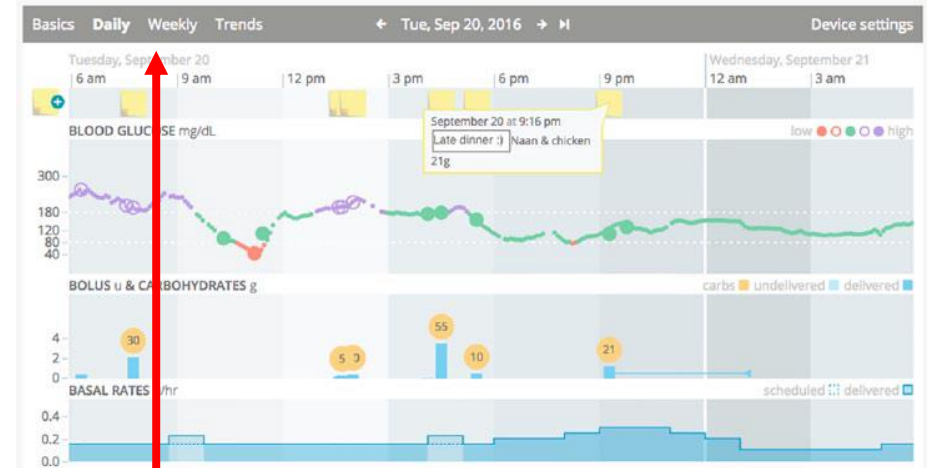 Basics Daily Weekly Trends Tue, Sep 20, 2016 Device settings
Tuesday, September 20 Wednesday, September 21
6 am 9 am 12 pm 3 pm 6 pm 9 pm 12 am 3 am
September 20 at 9:16 pm
Late dinner :) Naan & chicken
21g
BLOOD GLUCOSE mg/dL low high
300
180
120
80
40
BOLUS u & CARBOHYDRATES g carbs undelivered delivered
55
30 21
4 5 10
2
0
BASAL RATES /hr scheduled delivered
0.4
0.2
0.0